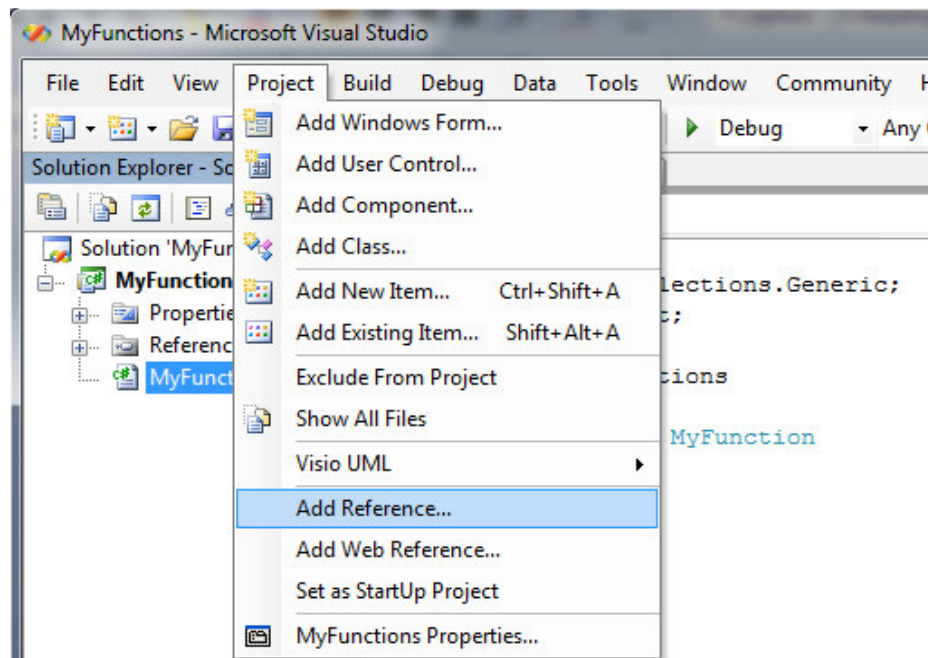 MyFunctions - Microsoft Visual Studio
File Edit View Project Build Debug Data Tools Window Community
Debug Any
Solution Explorer -
Add Windows Form...
Add User Control...
Add Component...
Add Class...
Add New Item... Ctrl+Shift+A
Add Existing Item... Shift+Alt+A
Exclude From Project
Show All Files
Visio UML
Add Reference...
Add Web Reference...
Set as StartUp Project
MyFunctions Properties...
Solution 'MyFun
MyFunction
Propertie
Referenc
MyFunct
lections.Generic;
t;
tions
MyFunction